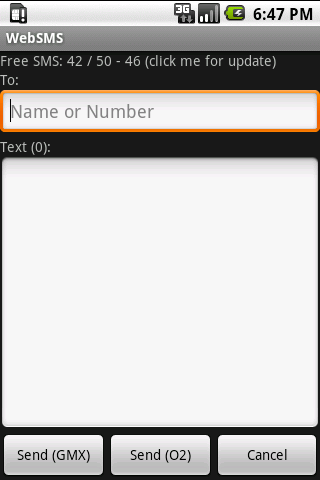 3G 6:47 PM
WebSMS
Free SMS: 42 / 50 - 46 (click me for update)
To:
Name or Number
Text (0):
Send (GMX) Send (O2) Cancel